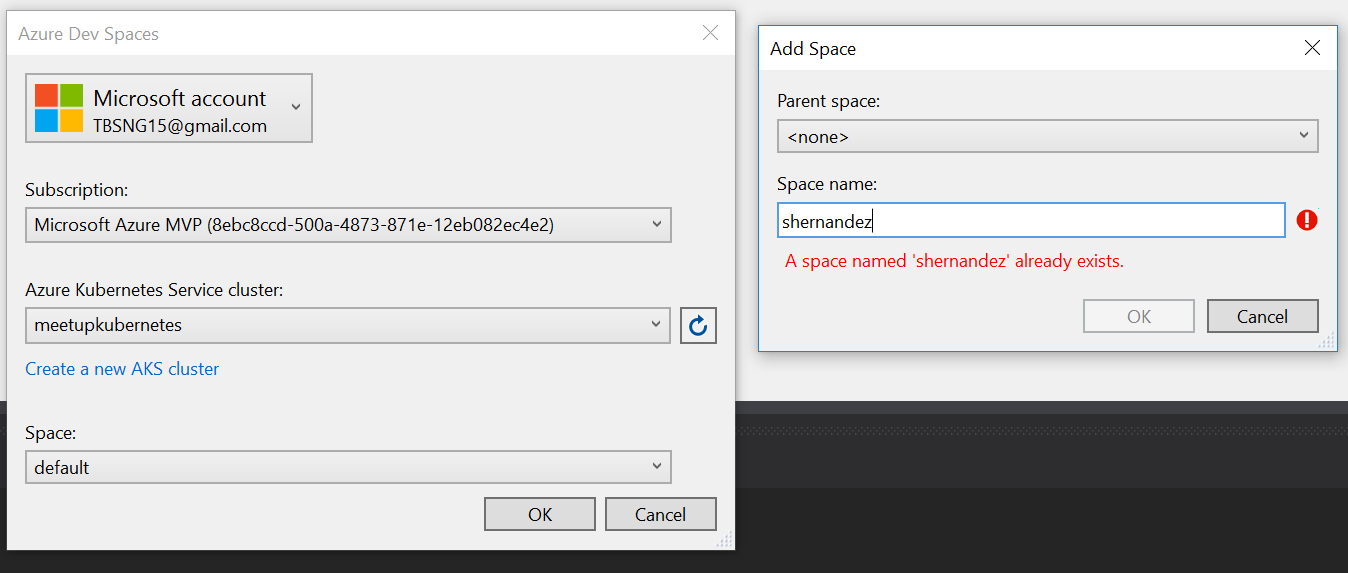 Azure Dev Spaces
Microsoft account
TBSNG15@gmail.com
Subscription:
Microsoft Azure MVP (8ebc8ccd-500a-4873-871e-12eb082ec4e2)
Azure Kubernetes Service cluster:
meetupkubernetes
Create a new AKS cluster
Space:
default
OK
Cancel
Add Space
Parent space:
<none>
Space name:
shernandez
A space named 'shernandez' already exists.
OK
Cancel